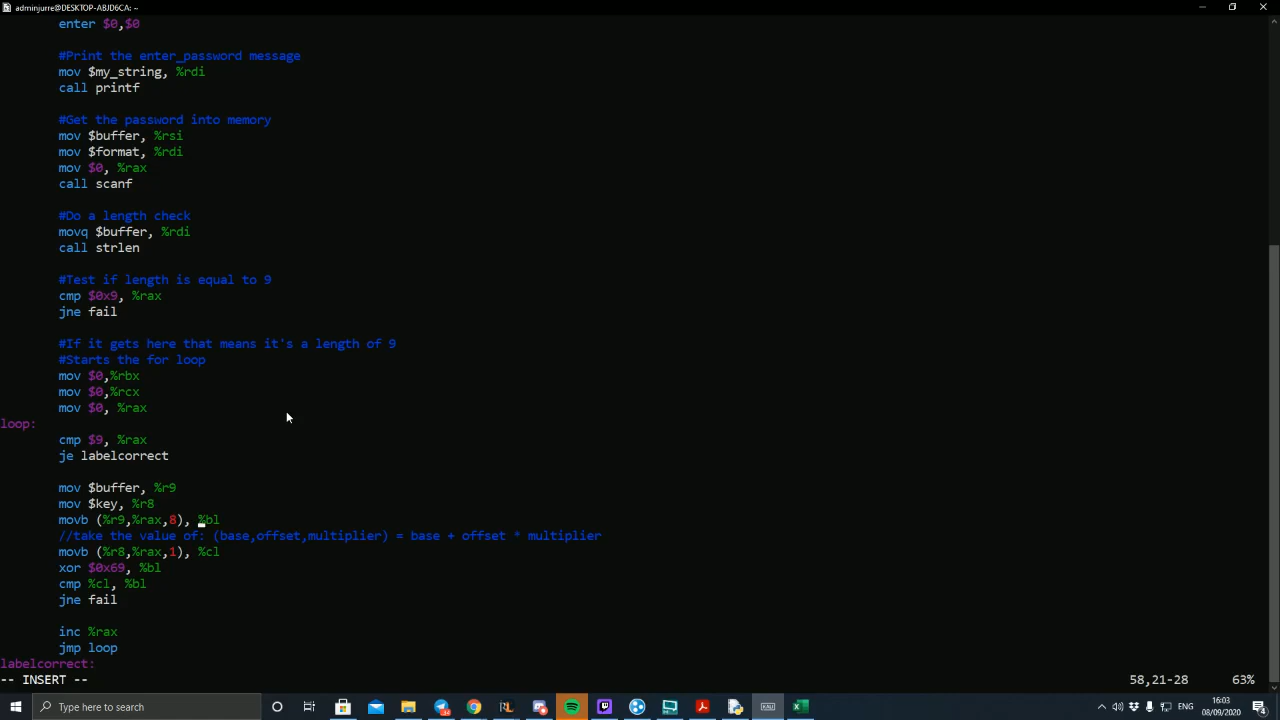 adminjurre@DESKTOP-ABJD6CA: ~
enter $0,$0
#Print the enter_password message
mov $my_string, %rdi
call printf
#Get the password into memory
mov $buffer, %rsi
mov $format, %rdi
mov $0, %rax
call scanf
#Do a length check
movq $buffer, %rdi
call strlen
#Test if length is equal to 9
cmp $0x9, %rax
jne fail
#If it gets here that means it's a length of 9
#Starts the for loop
mov $0,%rbx
mov $0,%rcx
mov $0, %rax
loop:
cmp $9, %rax
je labelcorrect
mov $buffer, %r9
mov $key, %r8
movb (%r9,%rax,8), %bl
//take the value of: (base,offset,multiplier) = base + offset * multiplier
movb (%r8,%rax,1), %cl
xor $0x69, %bl
cmp %cl, %bl
jne fail
inc %rax
jmp loop
labelcorrect:
-- INSERT -- 58,21-28 63%
Type here to search
ENG
16:03
08/09/2020